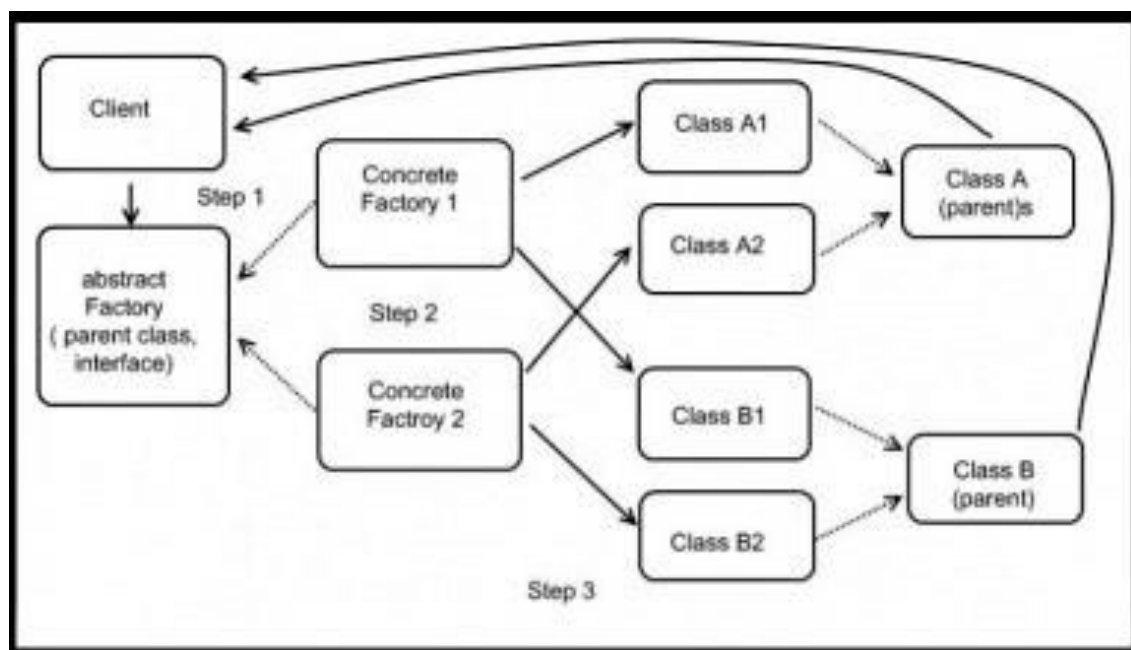 Client
Step 1
abstract
Factory
( parent class,
interface)
Concrete
Factory 1
Step 2
Concrete
Factroy 2
Class A1
Class A2
Class B1
Class B2
Step 3
Class A
(parent)s
Class B
(parent)